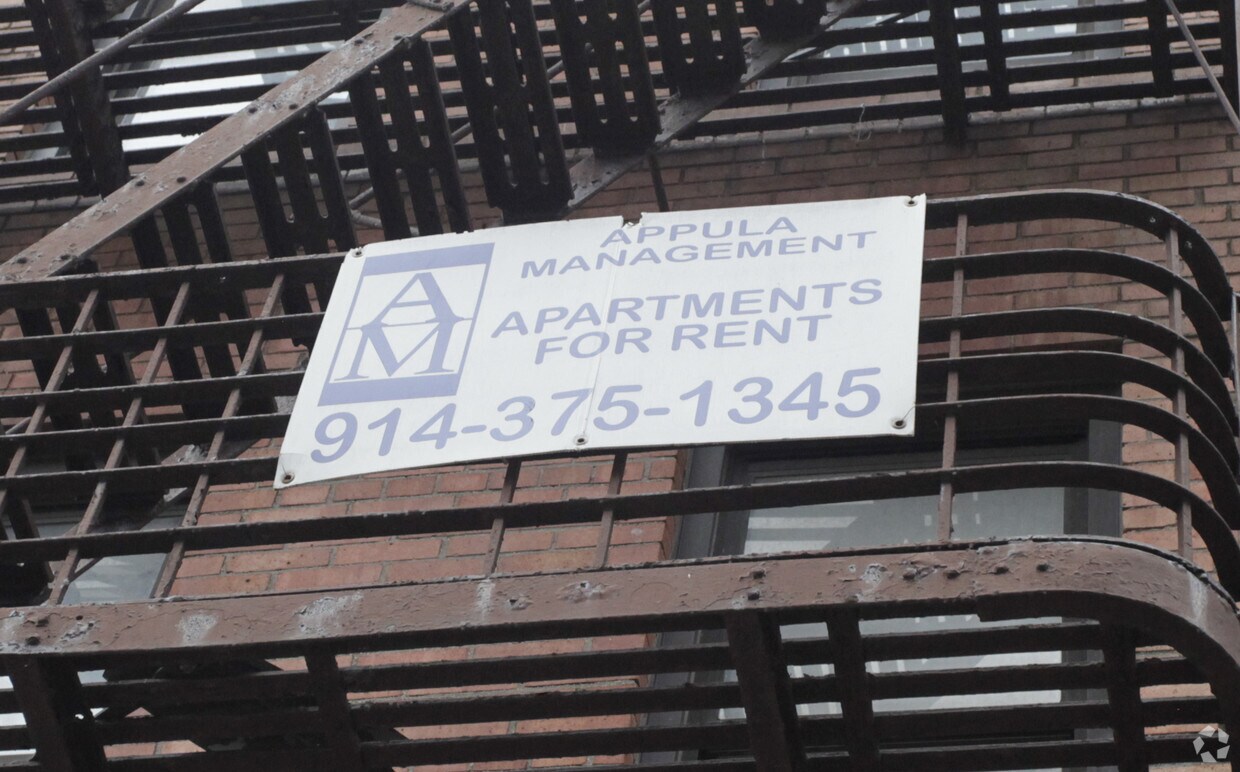 APPULA
MANAGEMENT
AM
APARTMENTS
FOR RENT
914-375-1345